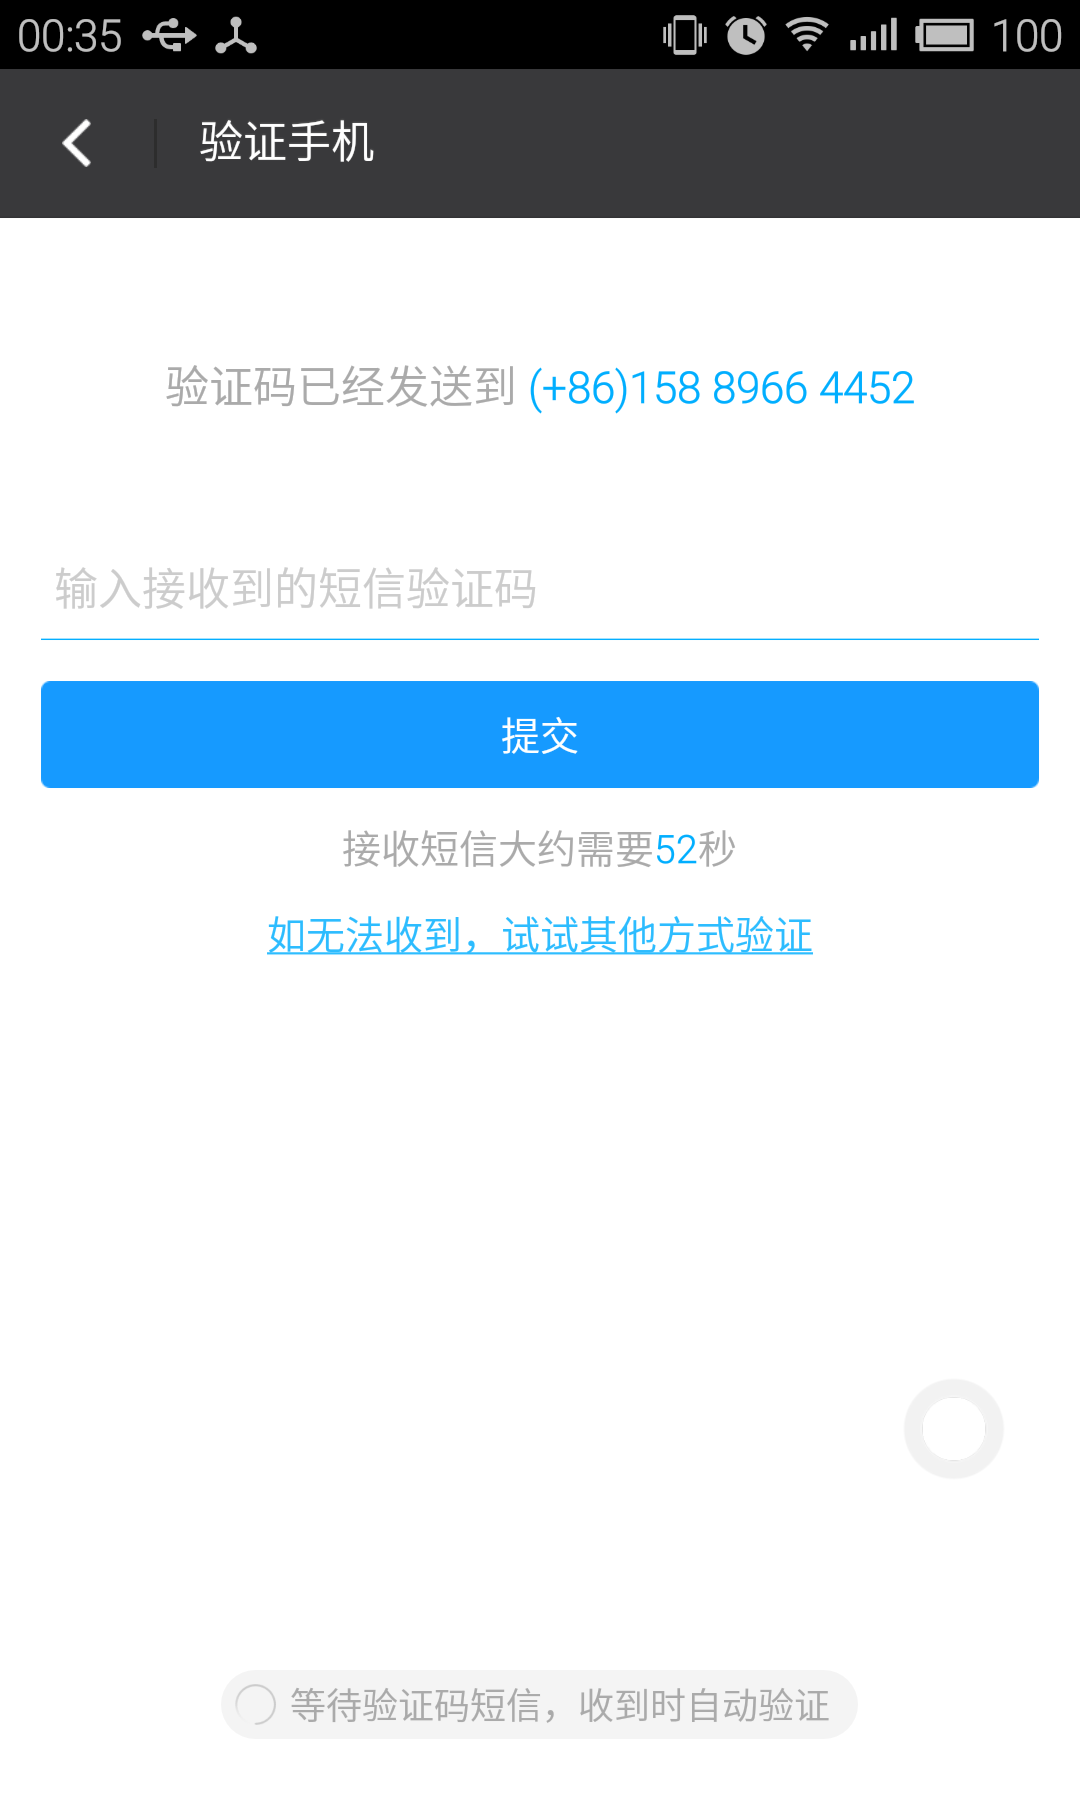 00:35 100
验证手机
验证码已经发送到 (+86)158 8966 4452
输入接收到的短信验证码
提交
接收短信大约需要52秒
如无法收到，试试其他方式验证
等待验证码短信，收到时自动验证